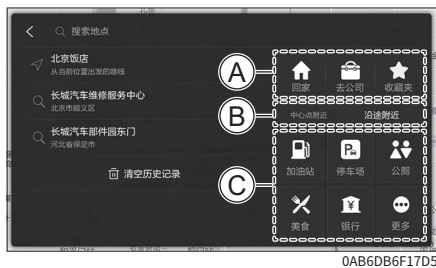 搜索地点
北京饭店
从当前位置出发的路线
长城汽车维修服务中心
北京市顺义区
长城汽车部件园东门
河北省保定市
清空历史记录
A
回家 去公司 收藏夹
B
中心点附近 沿途附近
C
加油站 停车场 公厕
美食 银行 更多
0AB6DB6F17D5